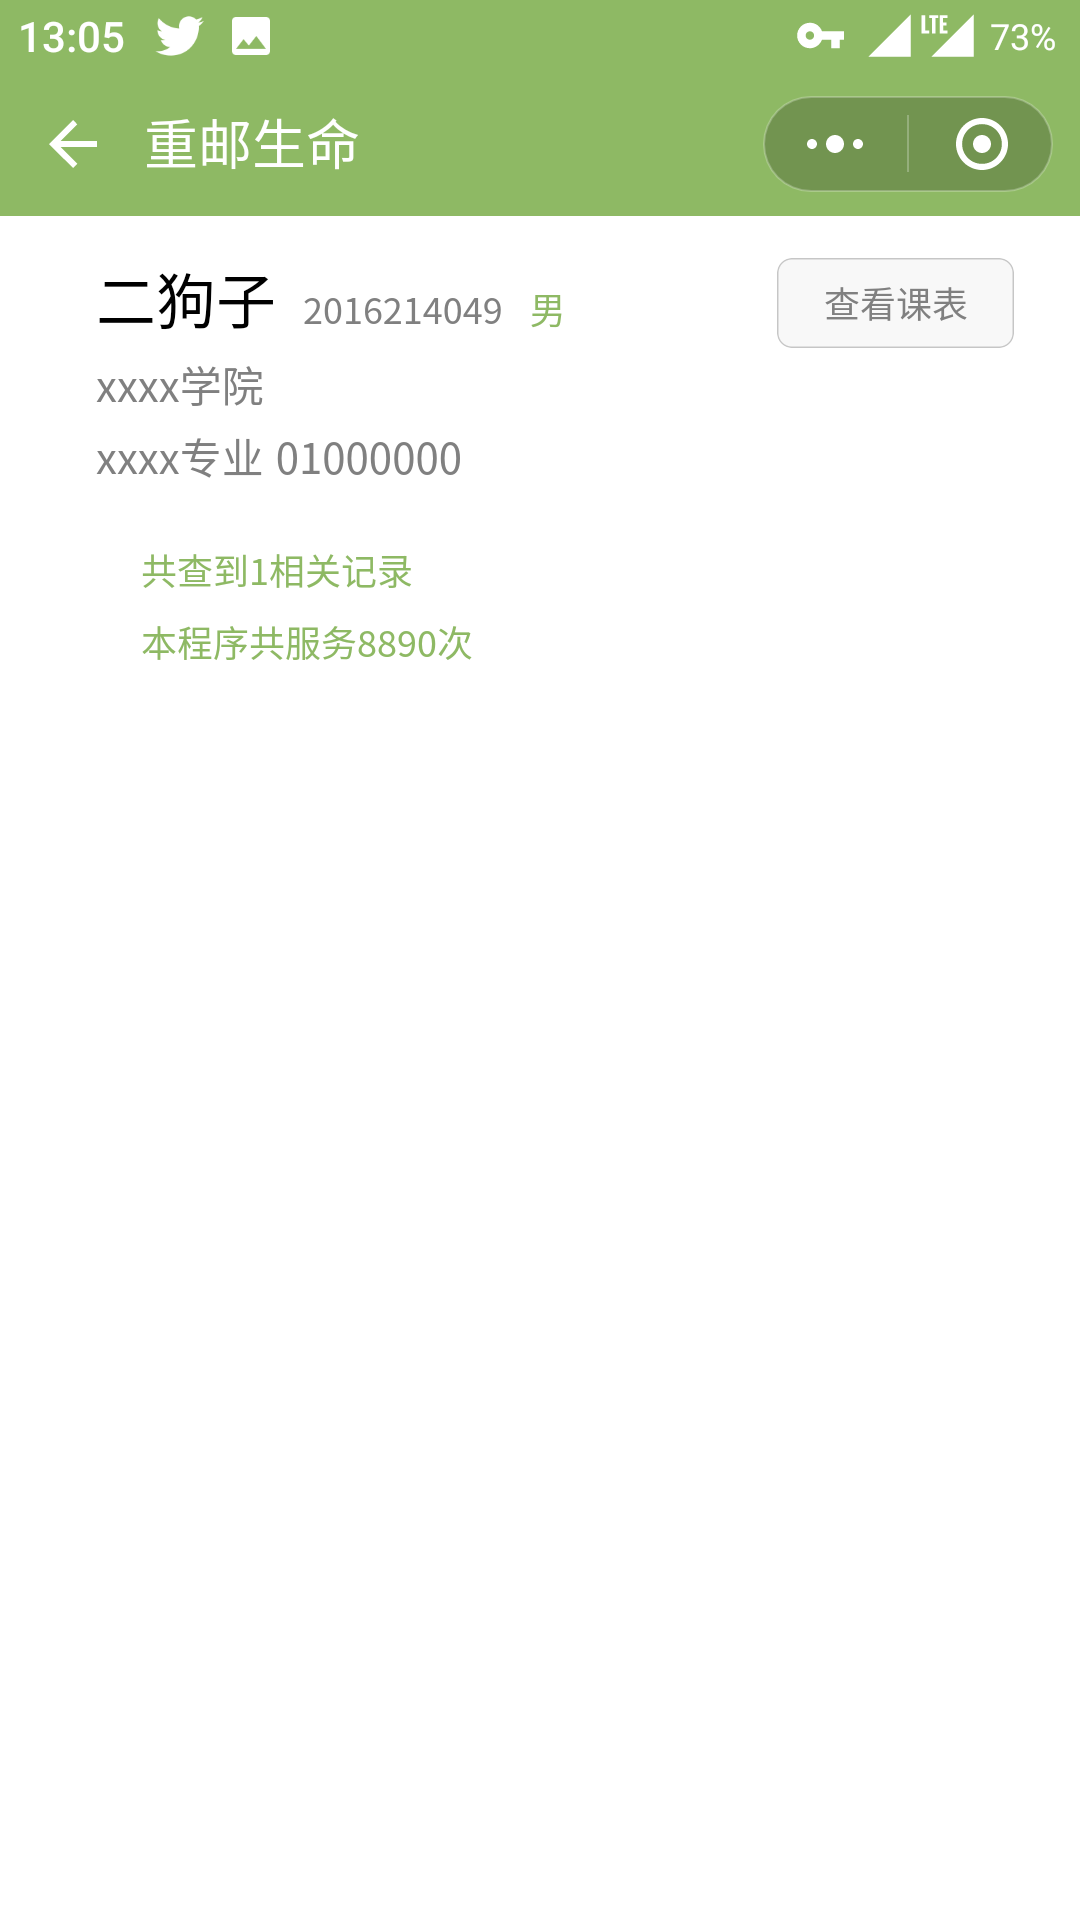 13:05 LTE 73%
重邮生命
二狗子 2016214049 男 查看课表
xxxx学院
xxxx专业 01000000
共查到1相关记录
本程序共服务8890次